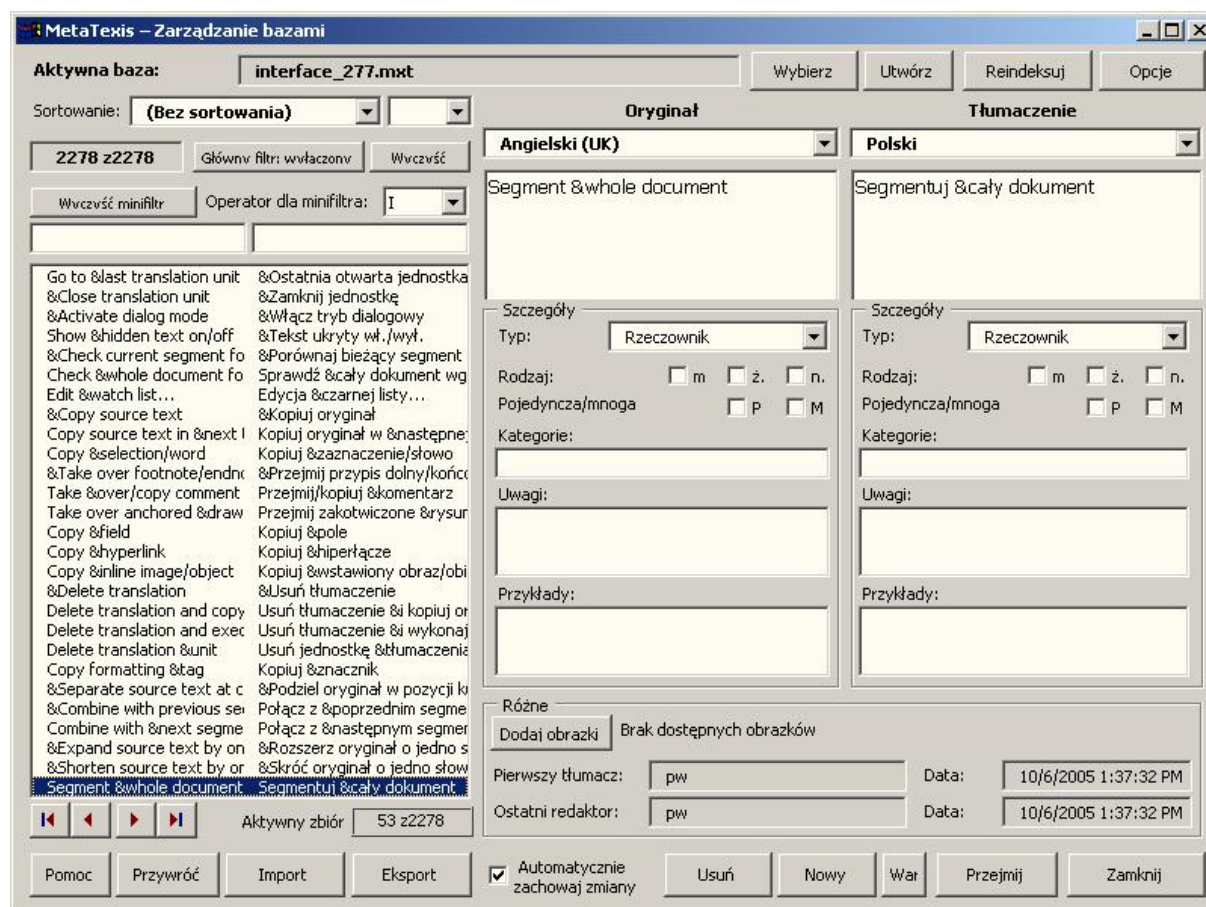 MetaTexis – Zarządzanie bazami
Aktywna baza: interface_277.mxt Wybierz Utwórz Reindeksuj Opcje
Sortowanie: (Bez sortowania) Oryginał Tłumaczenie
Angielski (UK) Polski
2278 z2278 Główny filtr: wyłączony Wyczyść
Segment &whole document Segmentuj &cały dokument
Wyczyść minifiltr Operator dla minifiltra: I
Go to &last translation unit &Ostatnia otwarta jednostka
&Close translation unit &Zamknij jednostkę
&Activate dialog mode &Włącz tryb dialogowy
Show &hidden text on/off &Tekst ukryty wł./wył.
&Check current segment fo &Porównaj bieżący segment
Check &whole document fo Sprawdź &cały dokument wg
Edit &watch list... Edycja &czarnej listy...
&Copy source text &Kopiuj oryginał
Copy source text in &next Kopiuj oryginał w &następnej
Copy &selection/word Kopiuj &zaznaczenie/słowo
&Take over footnote/endno &Przejmij przypis dolny/końco
Take &over/copy comment Przejmij/kopiuj &komentarz
Take over anchored &draw Przejmij zakotwiczone &rysun
Copy &field Kopiuj &pole
Copy &hyperlink Kopiuj &hiperłącze
Copy &inline image/object Kopiuj &wstawiony obraz/obi
&Delete translation &Usuń tłumaczenie
Delete translation and copy Usuń tłumaczenie &i kopiuj or
Delete translation and exec Usuń tłumaczenie &i wykonaj
Delete translation &unit Usuń jednostkę &tłumaczenia
Copy formatting &tag Kopiuj &znacznik
&Separate source text at c &Podziel oryginał w pozycji k
&Combine with previous se Połącz z &poprzednim segme
Combine with &next segme Połącz z &następnym segmen
&Expand source text by on &Rozszerz oryginał o jedno s
&Shorten source text by or &Skróć oryginał o jedno słow
Segment &whole document Segmentuj &cały dokument
Aktywny zbiór 53 z2278
Szczegóły Szczegóły
Typ: Rzeczownik Typ: Rzeczownik
Rodzaj: m ż. n. Rodzaj: m ż. n.
Pojedyncza/mnoga P M Pojedyncza/mnoga P M
Kategorie: Kategorie:
Uwagi: Uwagi:
Przykłady: Przykłady:
Różne
Dodaj obrazki Brak dostępnych obrazków
Pierwszy tłumacz: pw Data: 10/6/2005 1:37:32 PM
Ostatni redaktor: pw Data: 10/6/2005 1:37:32 PM
Pomoc Przywróć Import Eksport Automatycznie zachowaj zmiany Usuń Nowy War Przejmij Zamknij